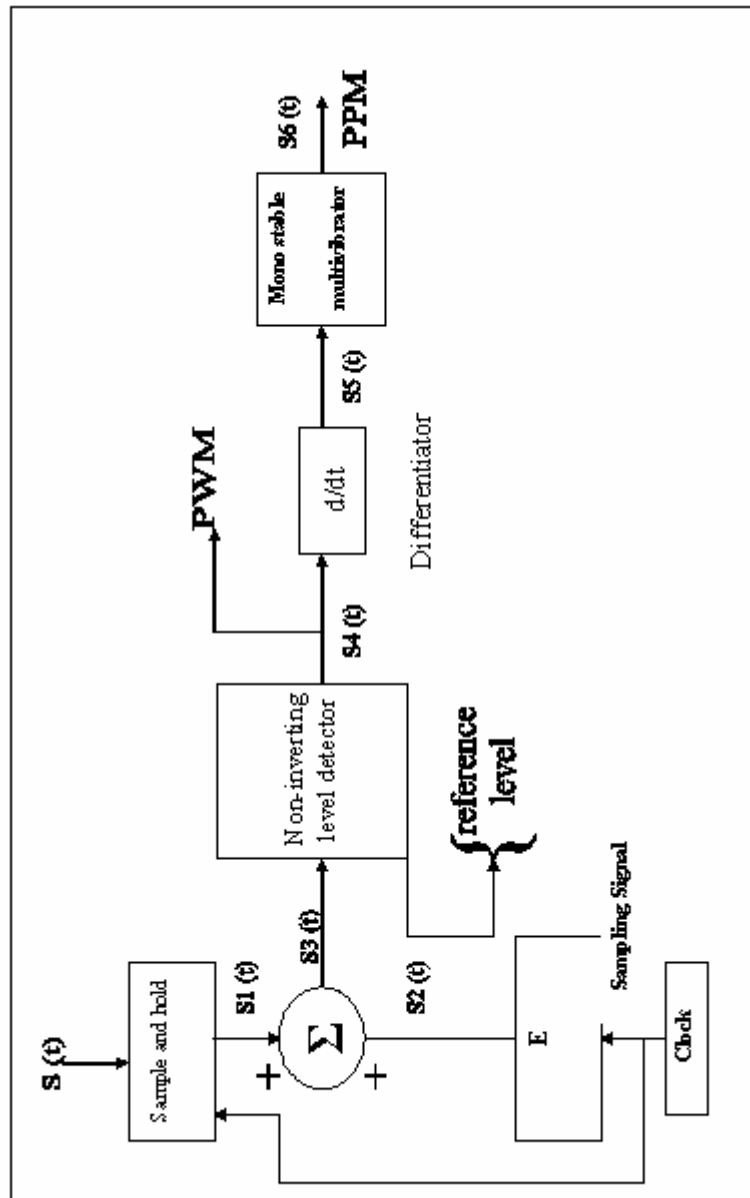 S (t)
Sample and hold
S1 (t)
+
Σ
+
S2 (t)
E
Sampling Signal
Clock
S3 (t)
Non-inverting
level detector
reference
level
S4 (t)
PWM
d/dt
Differentiator
S5 (t)
Mono stable
multivibrator
S6 (t)
PPM